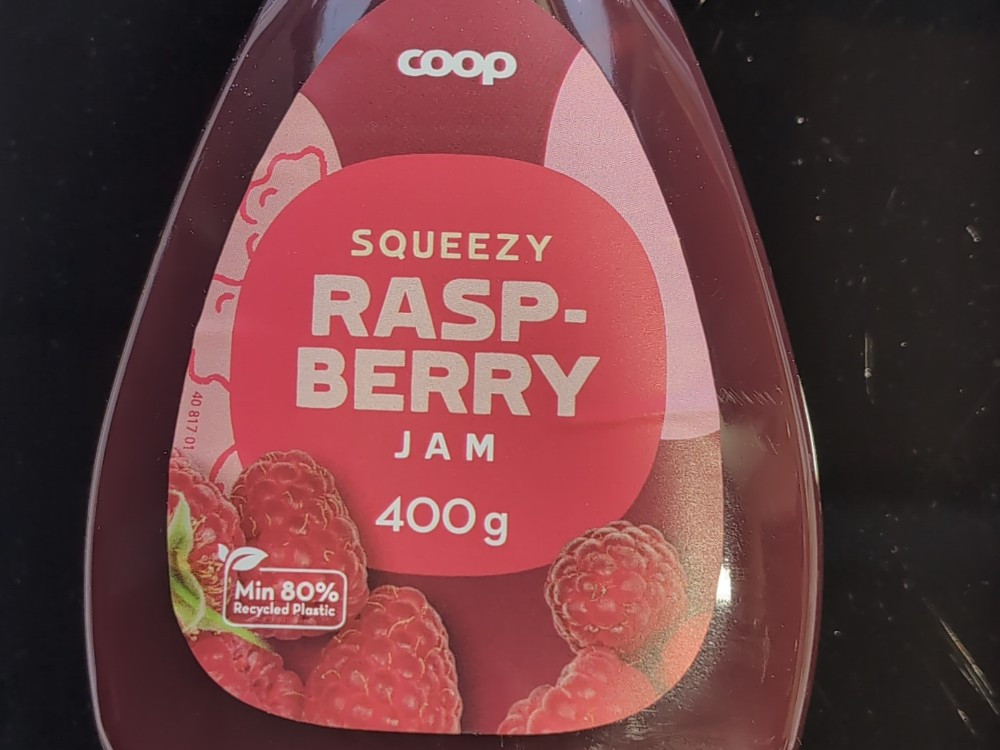 coop
SQUEEZY
RASP-
BERRY
JAM
400g
40 817 01
Min 80%
Recycled Plastic